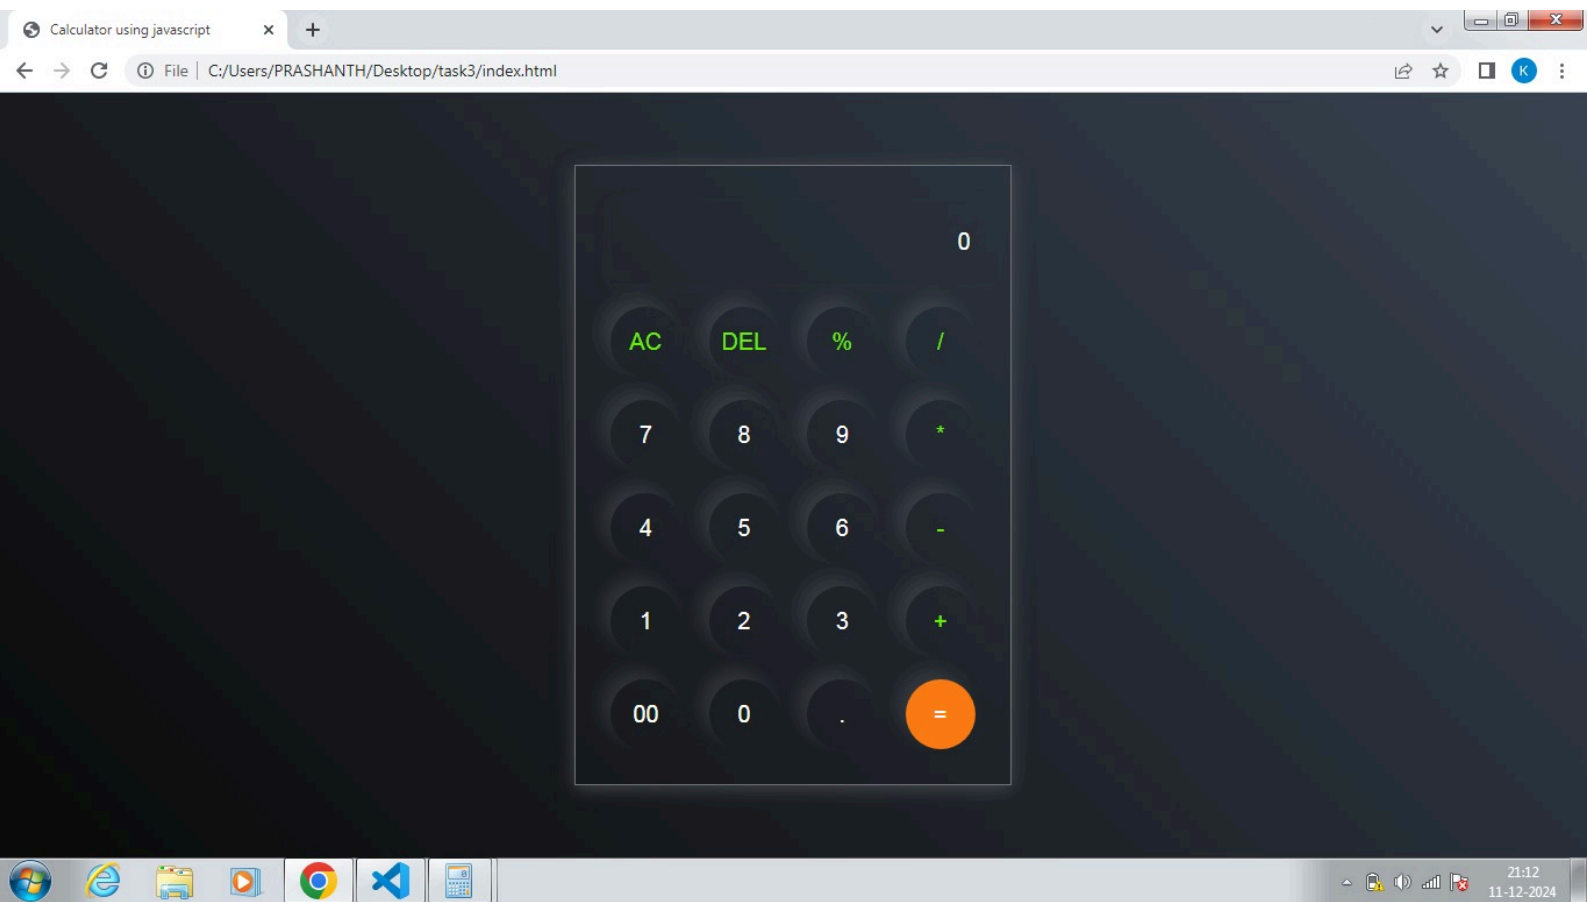 Calculator using javascript
File | C:/Users/PRASHANTH/Desktop/task3/index.html
K
0
AC DEL % /
7 8 9 *
4 5 6 -
1 2 3 +
00 0 . =
21:12
11-12-2024